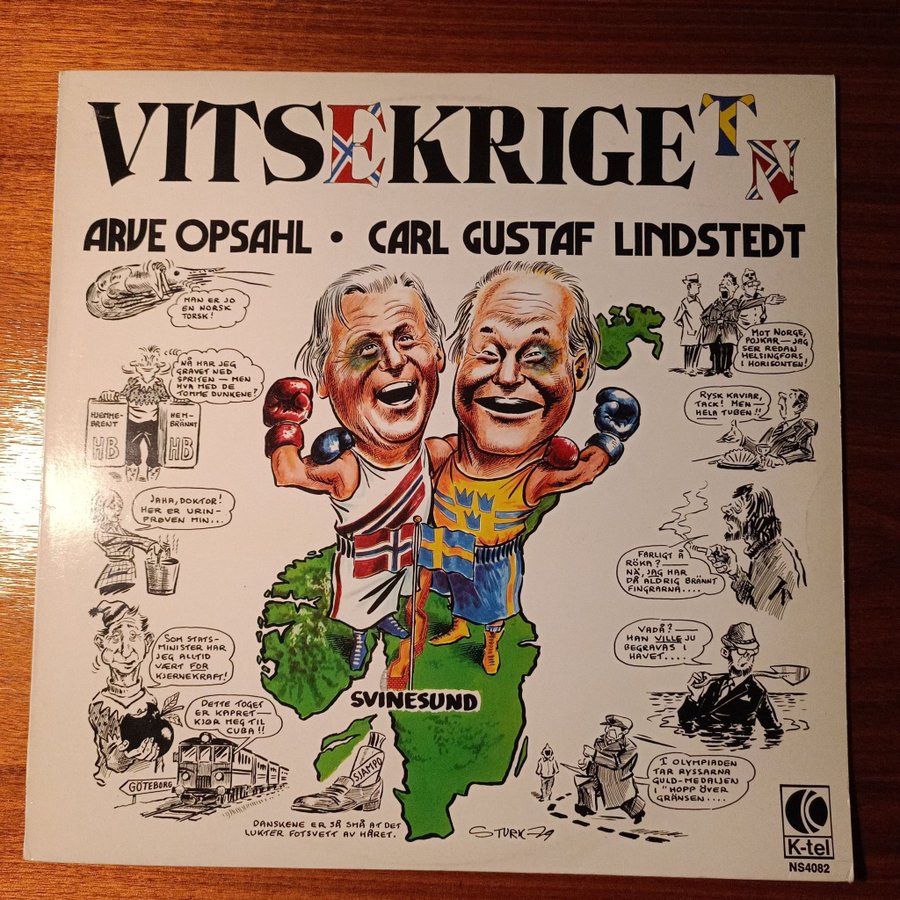 VITSEKRIGET
N
ARVE OPSAHL • CARL GUSTAF LINDSTEDT
HAN ER JO
EN NORSK
TORSK!
NÅ HAR JEG
GRAVET NED
SPRITEN — MEN
HVA MED DE
TOMME DUNKENE?
HJEMME-
BRENT
HB
HEM-
BRÄNNT
HB
JAHA, DOKTOR!
HER ER URIN-
PRØVEN MIN...
SOM STATS-
MINISTER HAR
JEG ALLTID
VÆRT FOR
KJERNEKRAFT!
DETTE TOGET
ER KAPRET—
KJØR MEG TIL
CUBA!!
GÖTEBORG
SJAMPO
DANSKENE ER SÅ SMÅ AT DET
LUKTER FOTSVETT AV HÅRET.
SVINESUND
STURK-79
MOT NORGE,
POJKAR — JAG
SER REDAN
HELSINGFORS
I HORISONTEN!
RYSK KAVIAR,
TACK! MEN —
HELA TUBEN!!
FARLIGT Å
RÖKA? —
NÄ, JAG HAR
DÅ ALDRIG BRÄNNT
FINGRARNA....
VADÅ? —
HAN VILLE JU
BEGRAVAS I
HAVET....
I OLYMPIADEN
TAR RYSSARNA
GULD-MEDALJEN
I "HOPP ÖVER
GRÄNSEN....
K-tel
NS4082